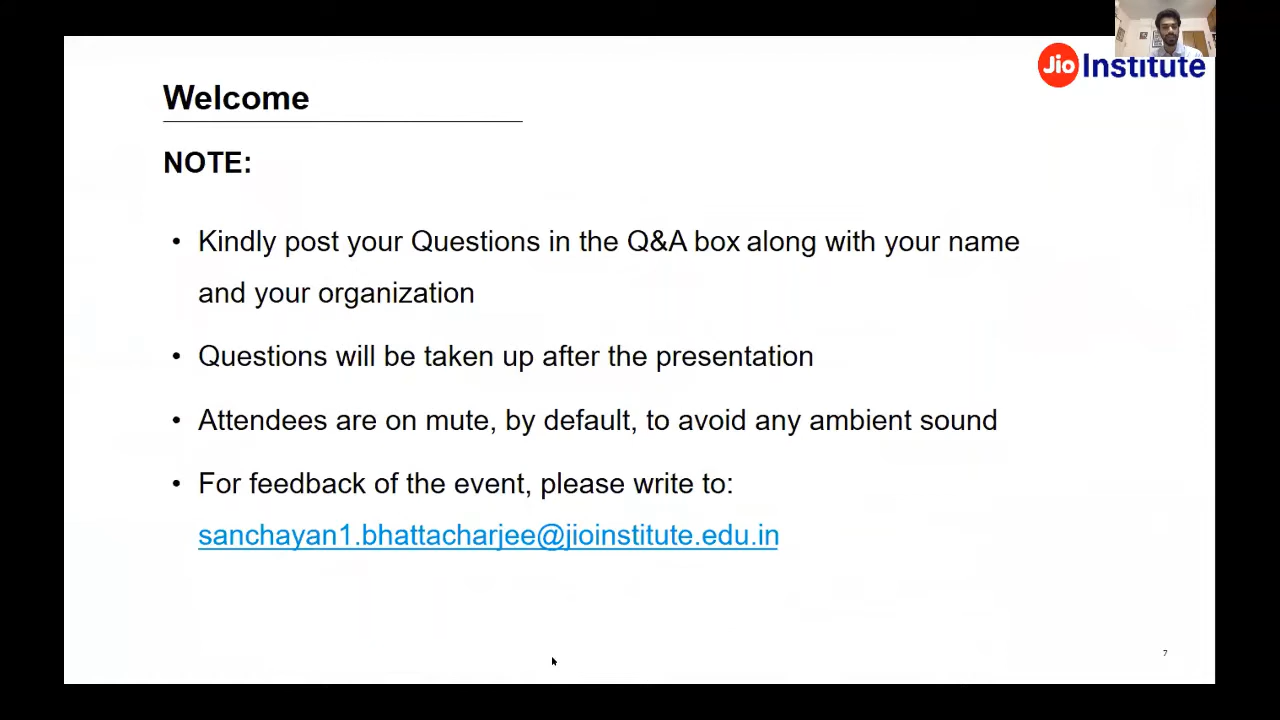 Jio Institute
Welcome
NOTE:
• Kindly post your Questions in the Q&A box along with your name
and your organization
• Questions will be taken up after the presentation
• Attendees are on mute, by default, to avoid any ambient sound
• For feedback of the event, please write to:
sanchayan1.bhattacharjee@jioinstitute.edu.in
7